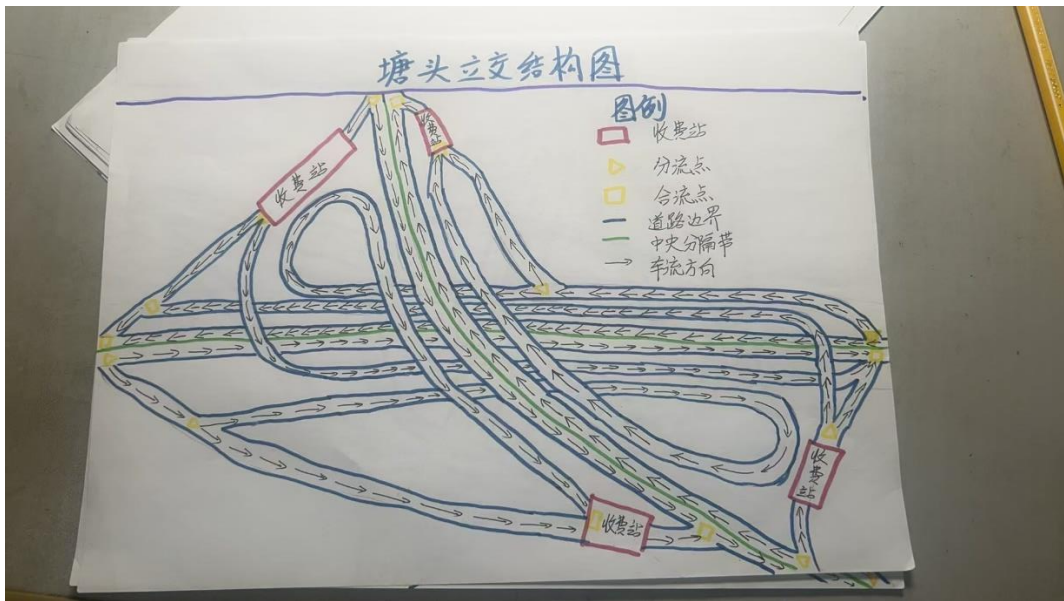 塘头立交结构图
图例
收费站
分流点
合流点
道路边界
中央分隔带
车流方向
收费站
收费站
收费站
收费站